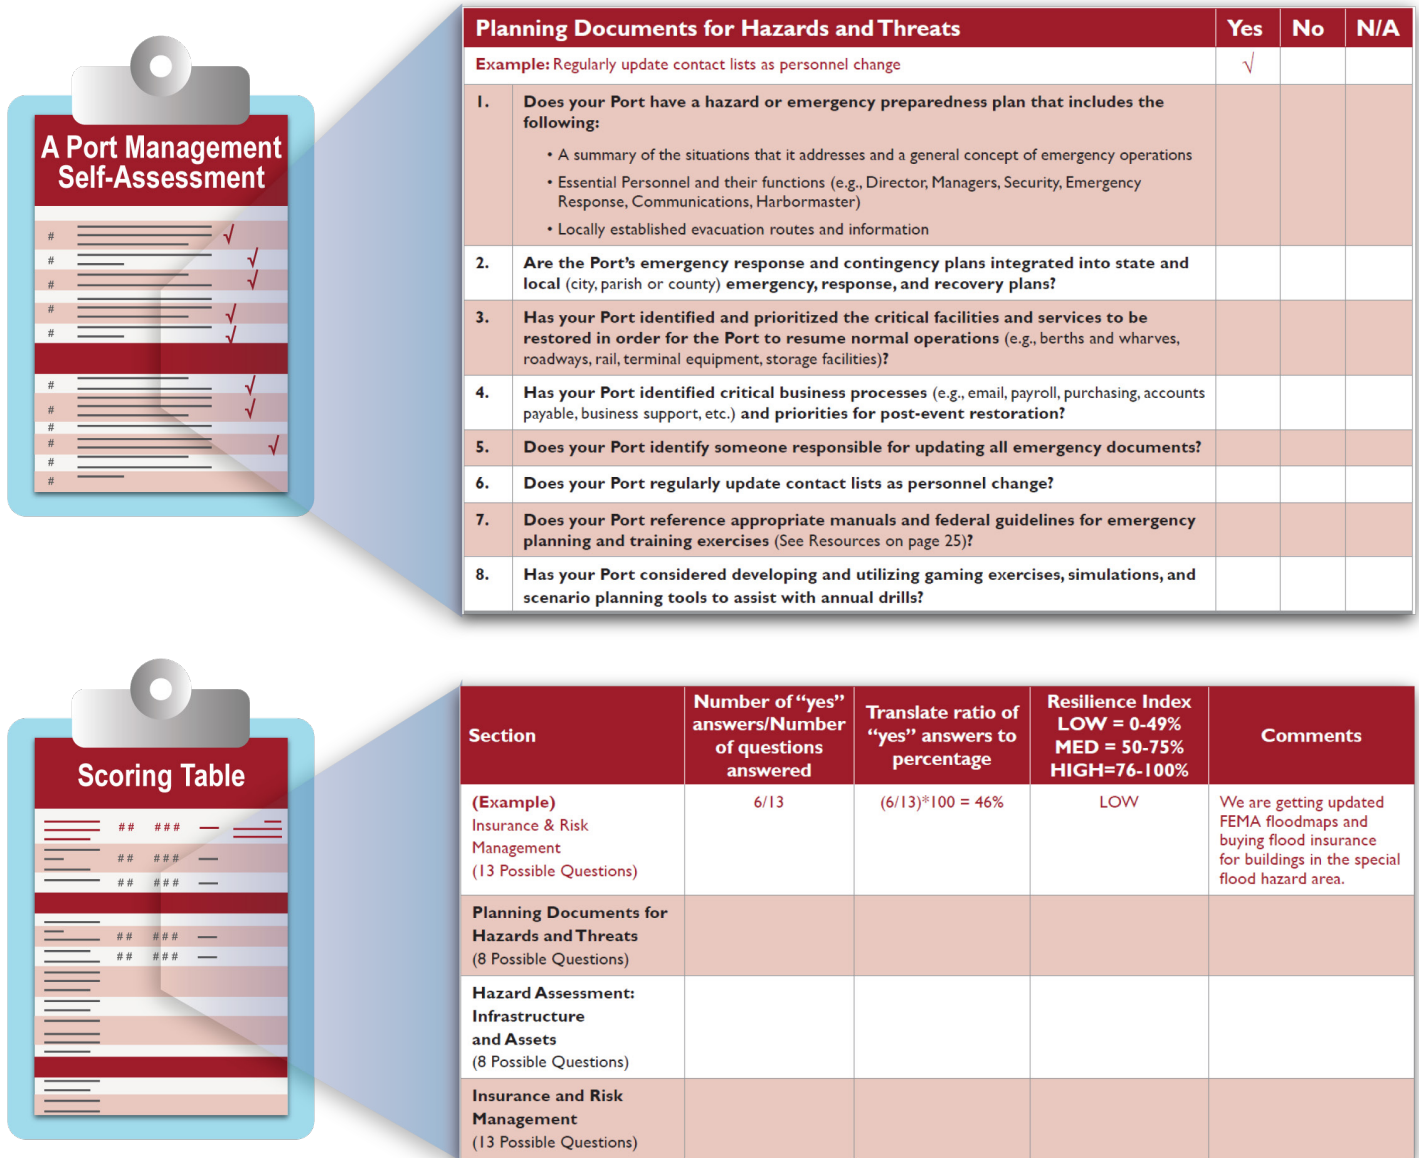 A Port Management
Self-Assessment
#
#
#
#
#
#
#
#
#
#
#
Planning Documents for Hazards and Threats Yes No N/A
Example: Regularly update contact lists as personnel change √
1. Does your Port have a hazard or emergency preparedness plan that includes the
following:
• A summary of the situations that it addresses and a general concept of emergency operations
• Essential Personnel and their functions (e.g., Director, Managers, Security, Emergency
Response, Communications, Harbormaster)
• Locally established evacuation routes and information
2. Are the Port's emergency response and contingency plans integrated into state and
local (city, parish or county) emergency, response, and recovery plans?
3. Has your Port identified and prioritized the critical facilities and services to be
restored in order for the Port to resume normal operations (e.g., berths and wharves,
roadways, rail, terminal equipment, storage facilities)?
4. Has your Port identified critical business processes (e.g., email, payroll, purchasing, accounts
payable, business support, etc.) and priorities for post-event restoration?
5. Does your Port identify someone responsible for updating all emergency documents?
6. Does your Port regularly update contact lists as personnel change?
7. Does your Port reference appropriate manuals and federal guidelines for emergency
planning and training exercises (See Resources on page 25)?
8. Has your Port considered developing and utilizing gaming exercises, simulations, and
scenario planning tools to assist with annual drills?
Scoring Table
## ###
## ###
## ###
## ###
## ###
Section
Number of "yes"
answers/Number
of questions
answered
Translate ratio of
"yes" answers to
percentage
Resilience Index
LOW = 0-49%
MED = 50-75%
HIGH=76-100%
Comments
(Example)
Insurance & Risk
Management
(13 Possible Questions)
6/13
(6/13)*100 = 46%
LOW
We are getting updated
FEMA floodmaps and
buying flood insurance
for buildings in the special
flood hazard area.
Planning Documents for
Hazards and Threats
(8 Possible Questions)
Hazard Assessment:
Infrastructure
and Assets
(8 Possible Questions)
Insurance and Risk
Management
(13 Possible Questions)